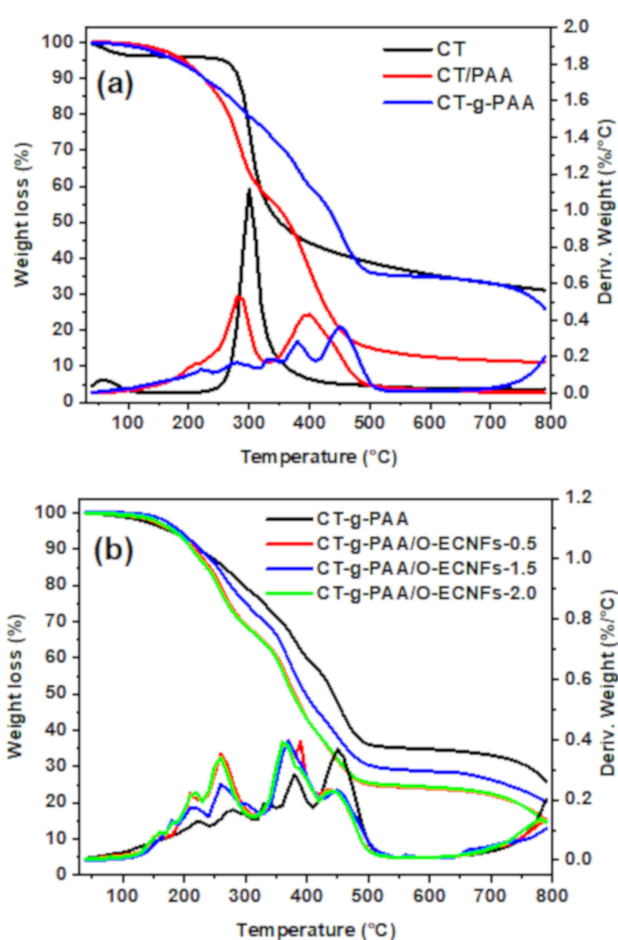 (a)
CT
CT/PAA
CT-g-PAA
100
90
80
70
60
50
40
30
20
10
0
Weight loss (%)
2.0
1.8
1.6
1.4
1.2
1.0
0.8
0.6
0.4
0.2
0.0
Deriv. Weight (%/°C)
100 200 300 400 500 600 700 800
Temperature (°C)
(b)
CT-g-PAA
CT-g-PAA/O-ECNFs-0.5
CT-g-PAA/O-ECNFs-1.5
CT-g-PAA/O-ECNFs-2.0
100
90
80
70
60
50
40
30
20
10
0
Weight loss (%)
1.2
1.0
0.8
0.6
0.4
0.2
0.0
Deriv. Weight (%/°C)
100 200 300 400 500 600 700 800
Temperature (°C)